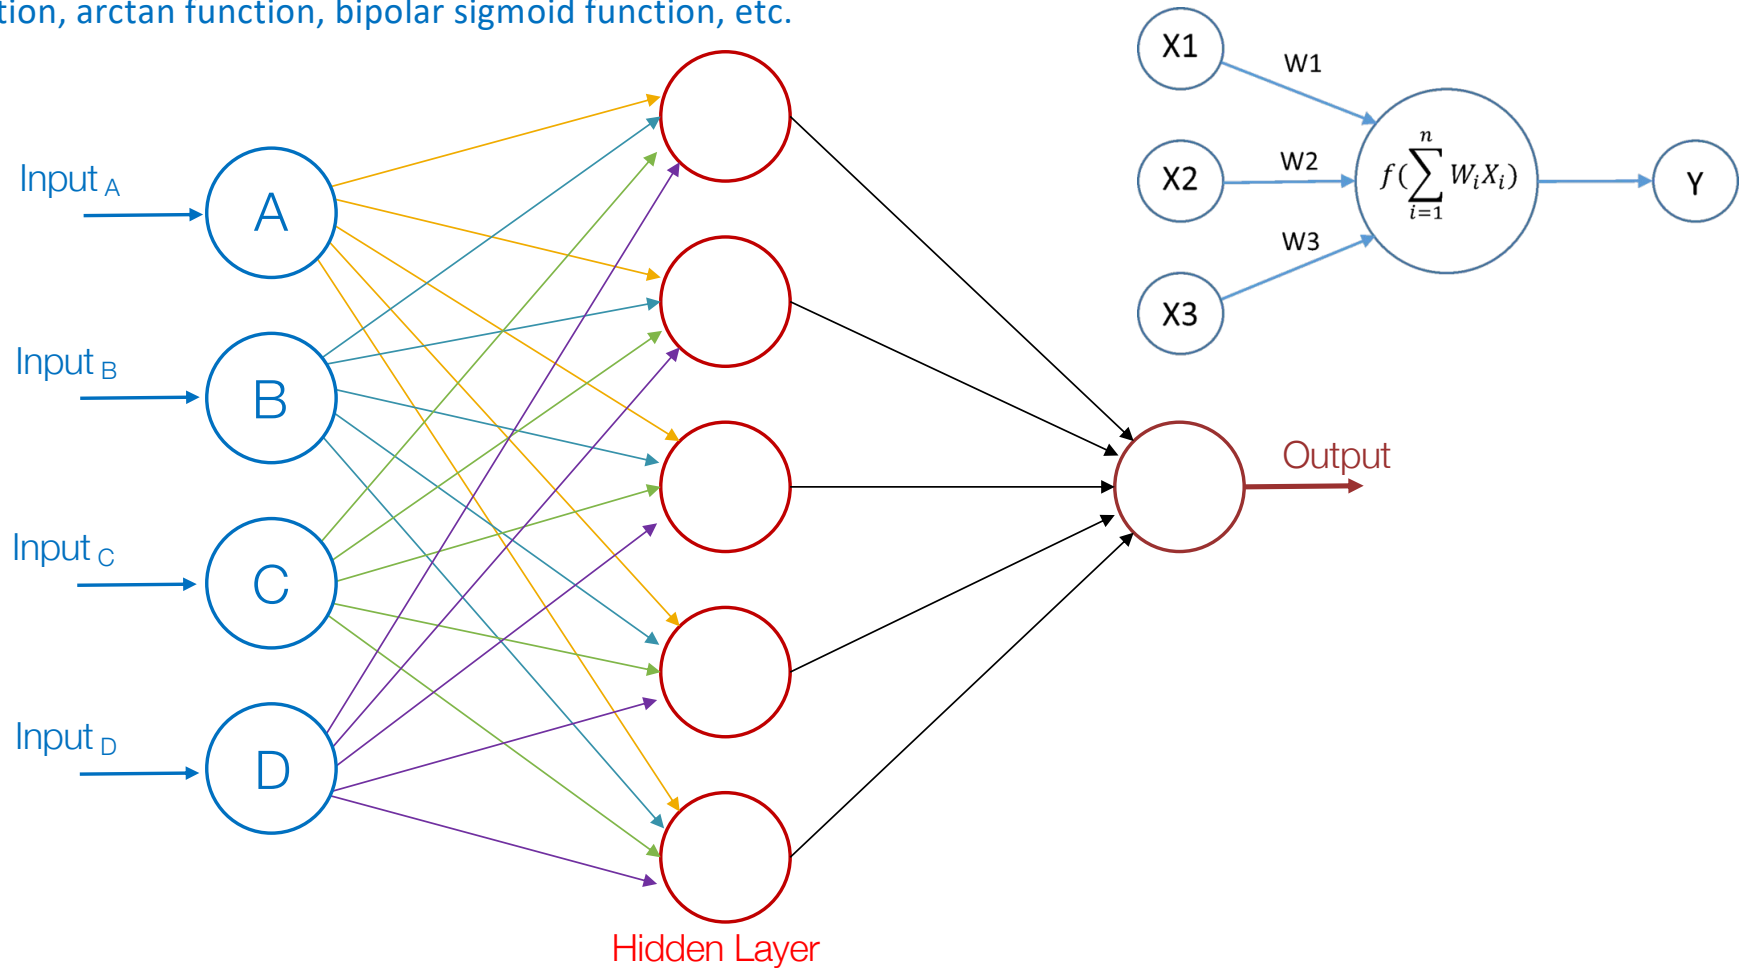 tion, arctan function, bipolar sigmoid function, etc.
Input A
A
Input B
B
Input C
C
Input D
D
Hidden Layer
Output
X1
W1
X2
W2
X3
W3
f(∑ⁿᵢ₌₁ WᵢXᵢ)
Y